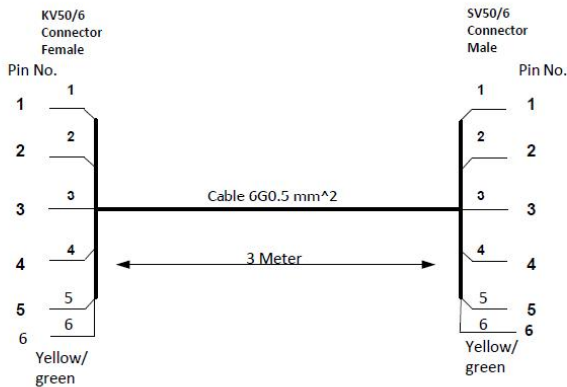 KV50/6
Connector
Female
SV50/6
Connector
Male
Pin No.
Pin No.
1 1
1 1
2 2
2 2
3 3
Cable 6G0.5 mm^2
3 3
4 4
3 Meter
4 4
5 5
5 5
6 6
6 6
Yellow/
green
Yellow/
green